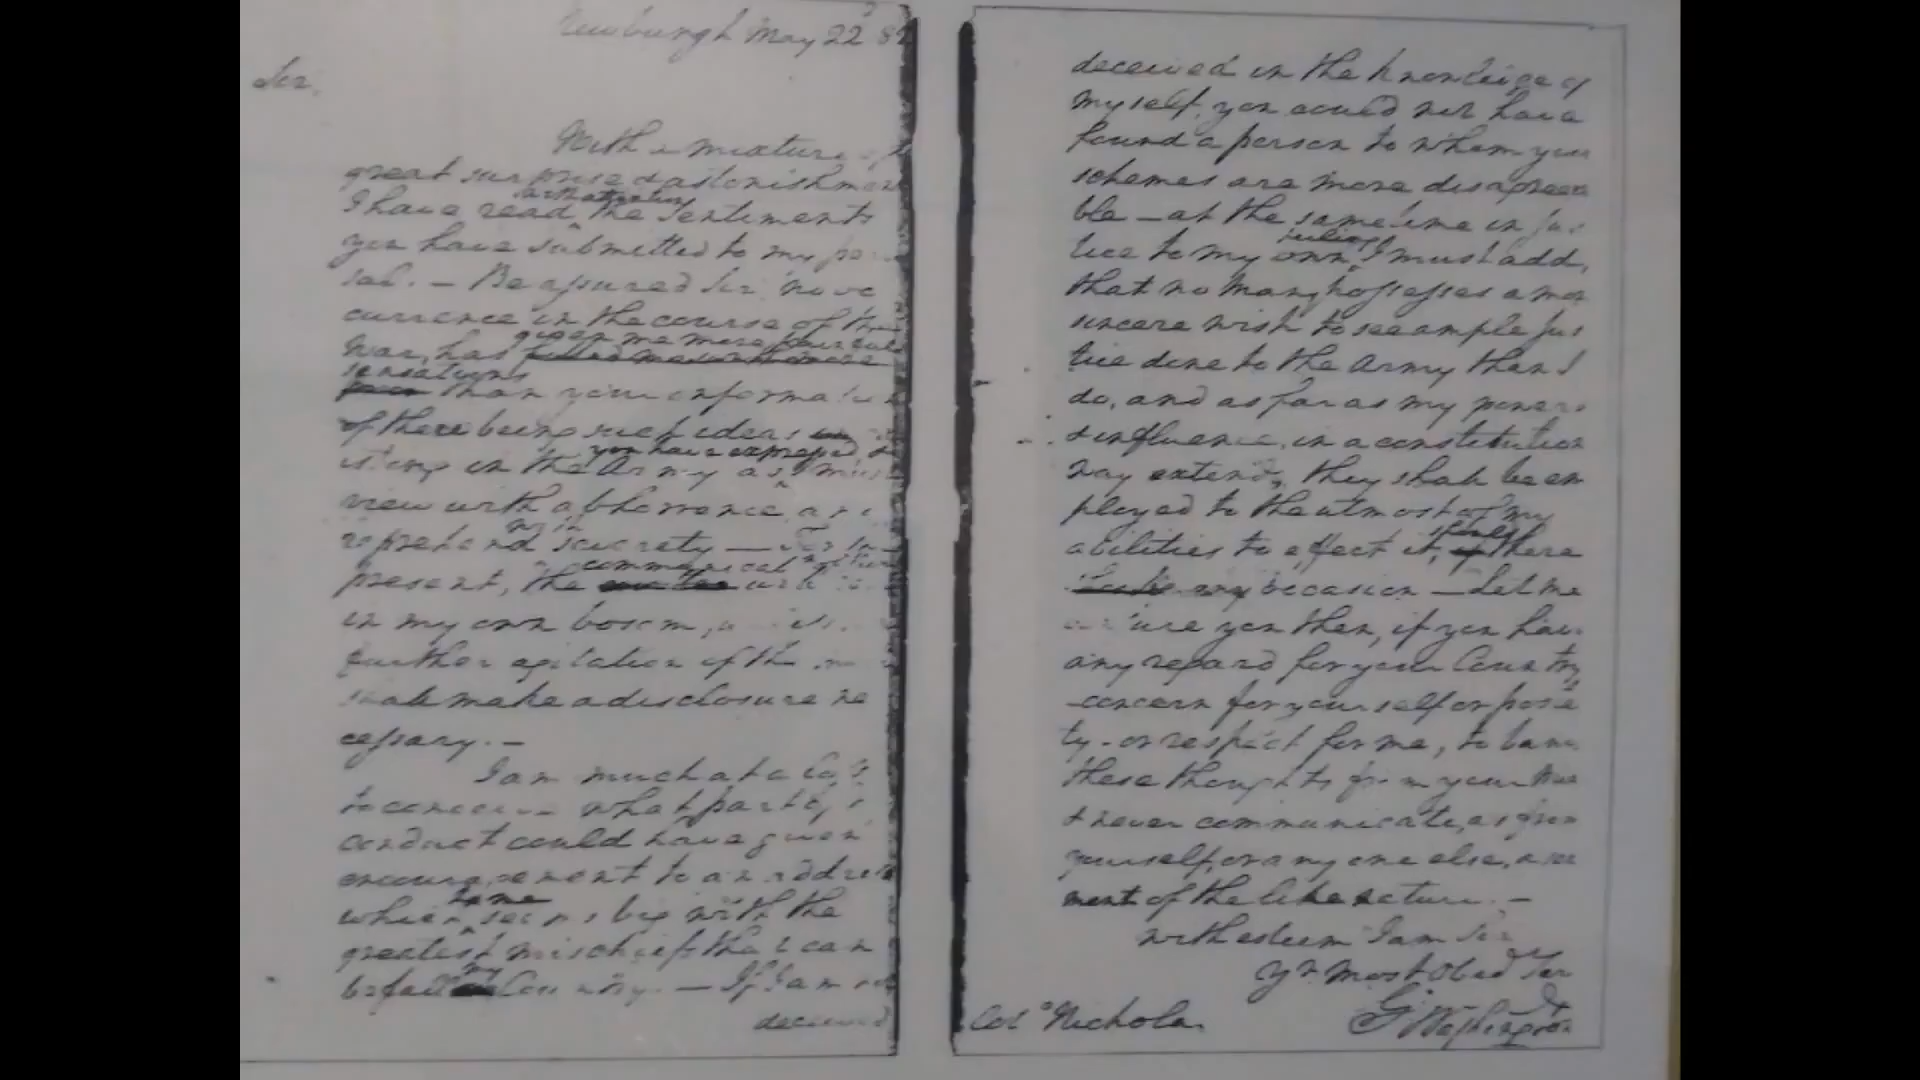 Newburgh May 22d 82
Sir,
With a mixture of
great surprise & astonishment
with attention
I have read the Sentiments
you have submitted to my peru
sal. — Be assured Sir, no oc
currence in the course of the
given me more painful
War, has
sensations
than your information
of there being such ideas
you have expressed, &
isting in the Army as I must
view with abhorrence, and
reprehend with severity — For the
communication
present, the will
in my own bosom,
further agitation of the
shall make a disclosure ne
cessary. —
I am much at a loss
to conceive what part of
conduct could have given
encouragement to an address
to me
which seems big with the
greatest mischiefs that can
my
befall Country. — If I am not
deceived
deceived in the knowledge of
myself, you could not have
found a person to whom your
schemes are more disagreea
ble — at the same time in jus
feelings
tice to my own I must add,
that no Man possesses a more
sincere wish to see ample jus
tice done to the Army than I
do, and as far as my powers
& influence, in a constitution
way extend, they shall be em
ployed to the utmost of my
abilities to effect it, should there
be any occasion — Let me
conjure you then, if you have
any regard for your Country
— concern for yourself or posteri
ty — or respect for me, to banish
these thoughts from your Mind
& never communicate, as from
yourself, or any one else, a senti
ment of the like nature. —
With esteem I am Sir
Yr Most Obed Ser
G Washington
Colo Nichola.